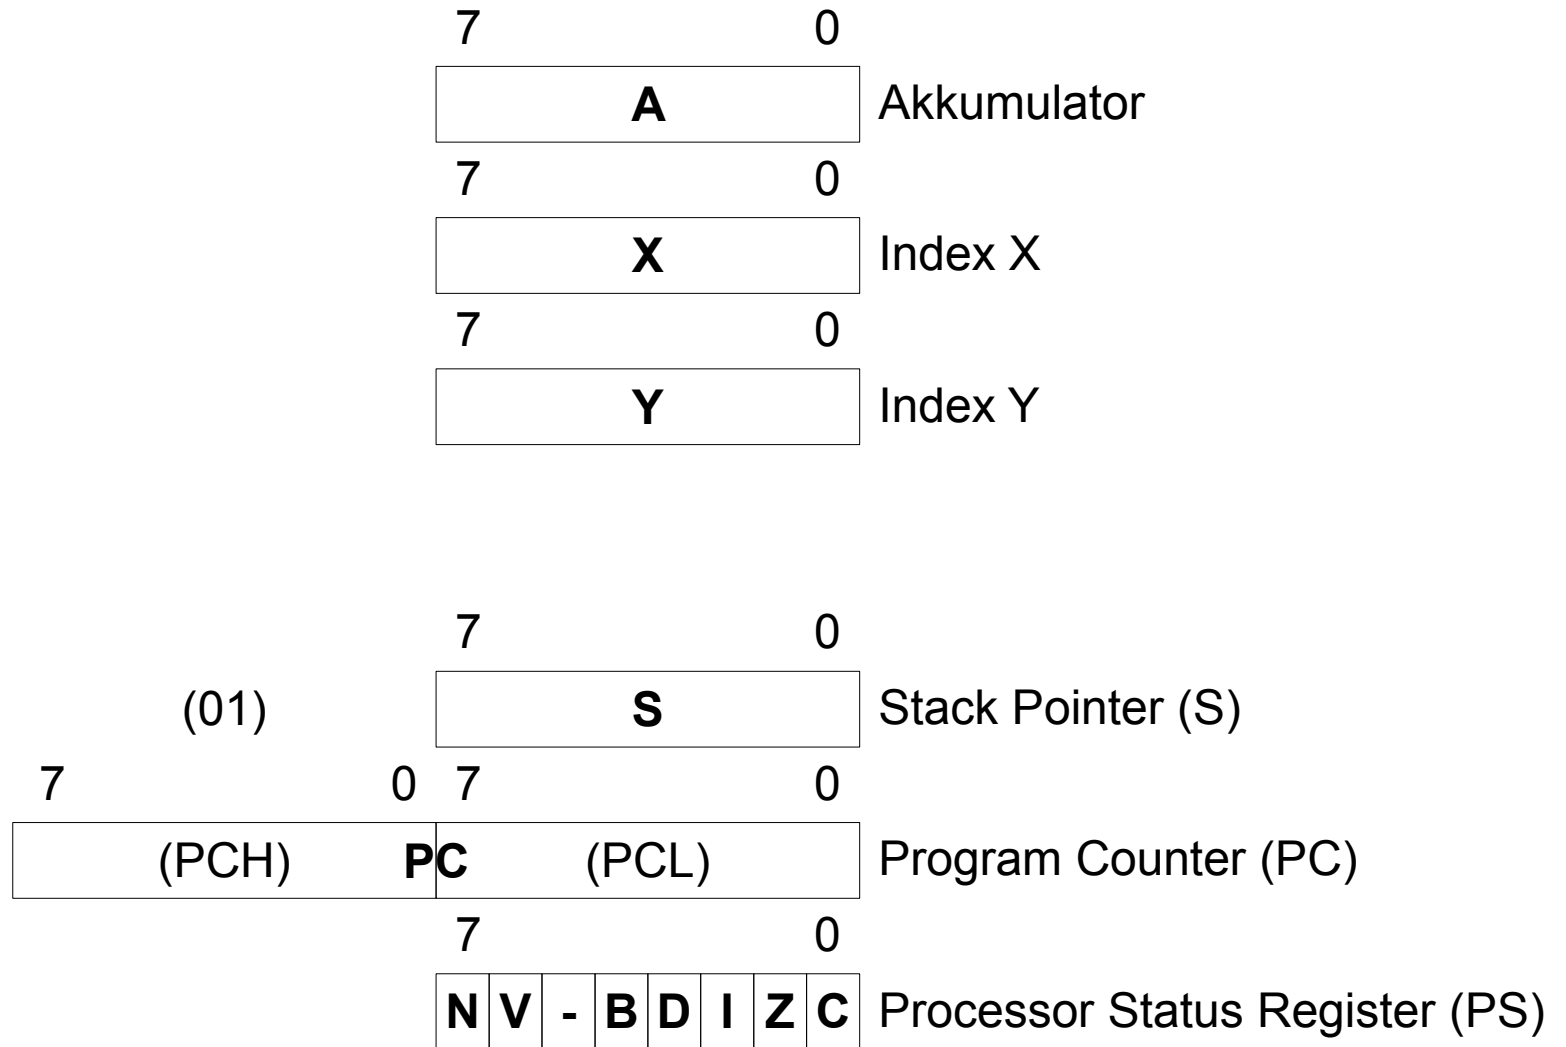 7 0
A Akkumulator
7 0
X Index X
7 0
Y Index Y
7 0
(01) S Stack Pointer (S)
7 0 7 0
(PCH) PC (PCL) Program Counter (PC)
7 0
N V - B D I Z C Processor Status Register (PS)